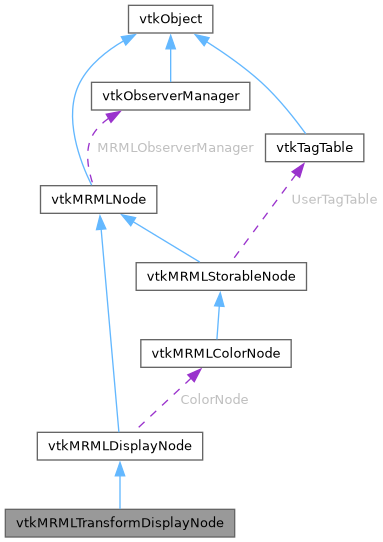 vtkObject
vtkObserverManager
MRMLObserverManager
vtkTagTable
vtkMRMLNode
UserTagTable
vtkMRMLStorableNode
vtkMRMLColorNode
ColorNode
vtkMRMLDisplayNode
vtkMRMLTransformDisplayNode